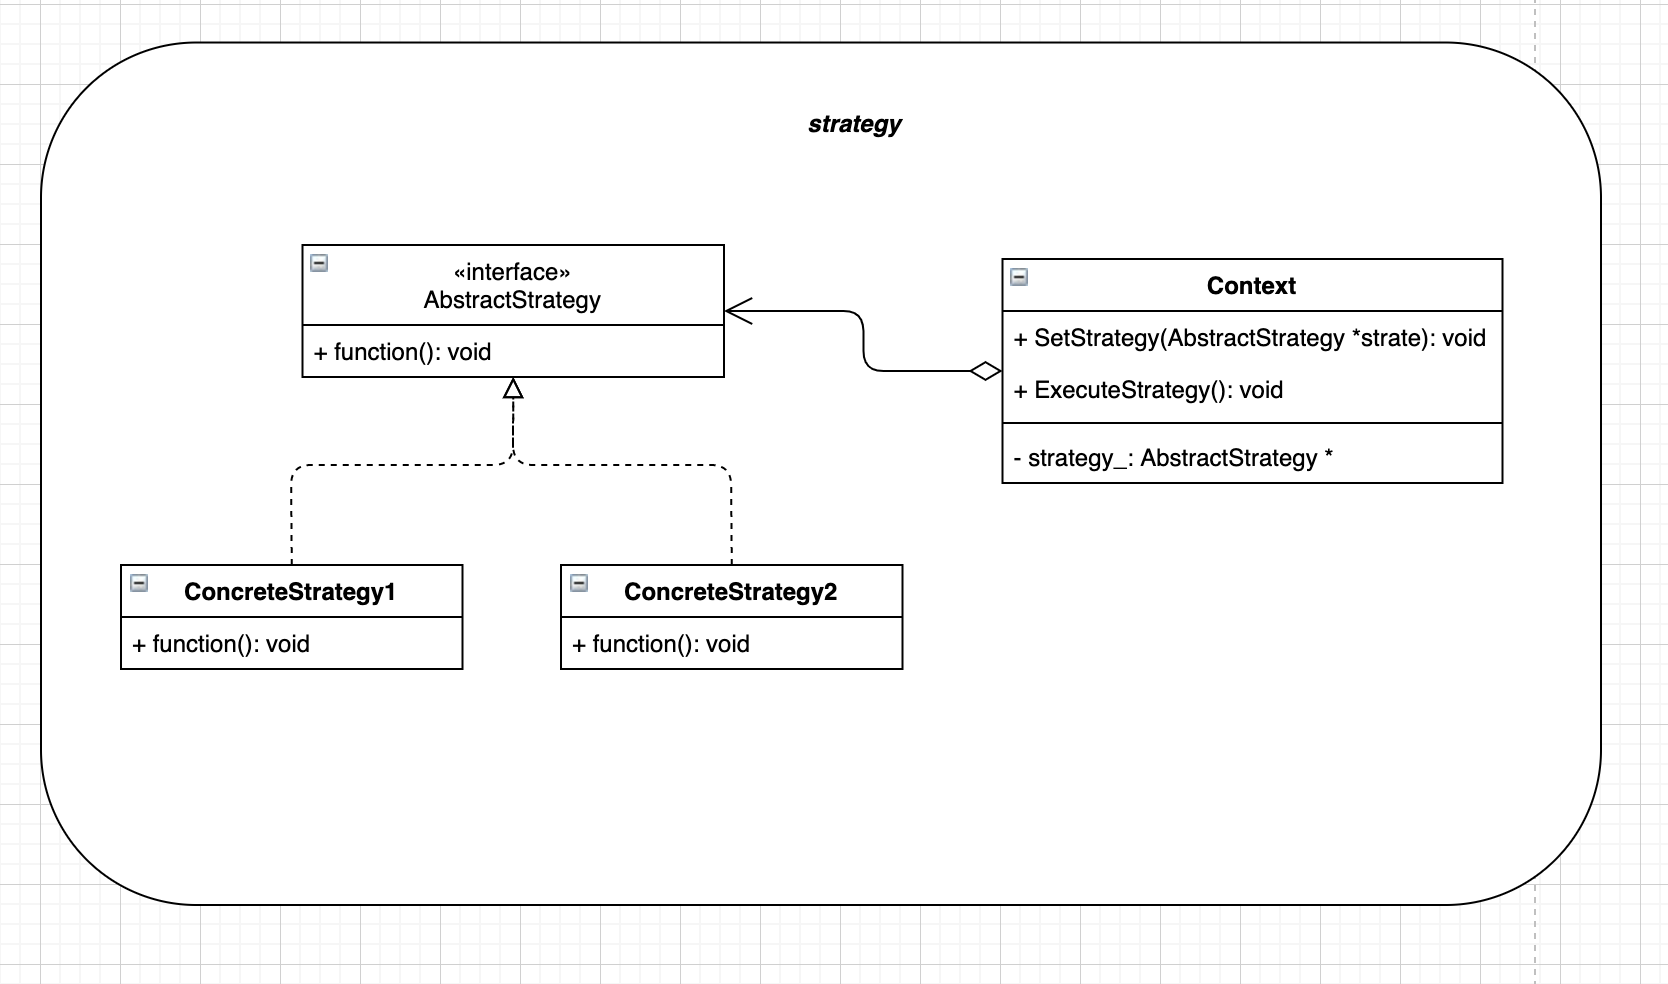 strategy
«interface»
AbstractStrategy
+ function(): void
Context
+ SetStrategy(AbstractStrategy *strate): void
+ ExecuteStrategy(): void
- strategy_: AbstractStrategy *
ConcreteStrategy1
+ function(): void
ConcreteStrategy2
+ function(): void